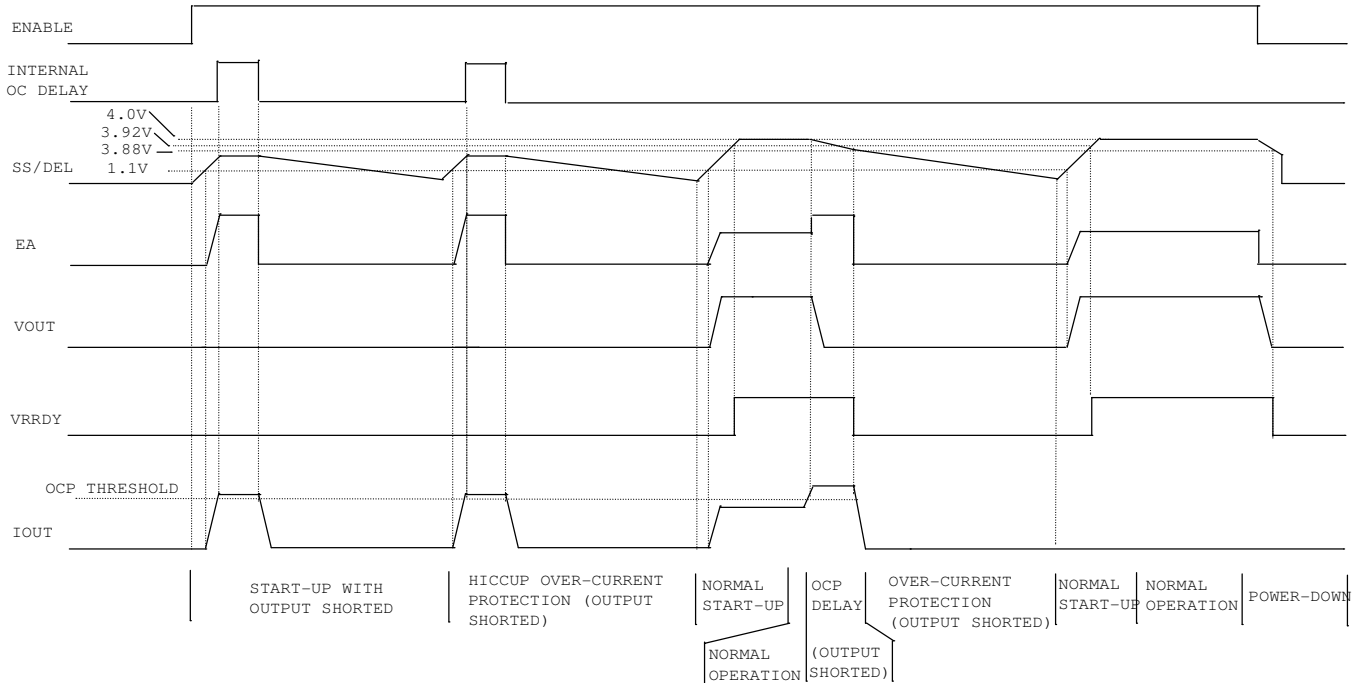 ENABLE
INTERNAL
OC DELAY
4.0V
3.92V
3.88V
SS/DEL
1.1V
EA
VOUT
VRRDY
OCP THRESHOLD
IOUT
START-UP WITH
OUTPUT SHORTED
HICCUP OVER-CURRENT
PROTECTION (OUTPUT
SHORTED)
NORMAL
START-UP
NORMAL
OPERATION
OCP
DELAY
(OUTPUT
SHORTED)
OVER-CURRENT
PROTECTION
(OUTPUT SHORTED)
NORMAL
START-UP
NORMAL
OPERATION
POWER-DOWN